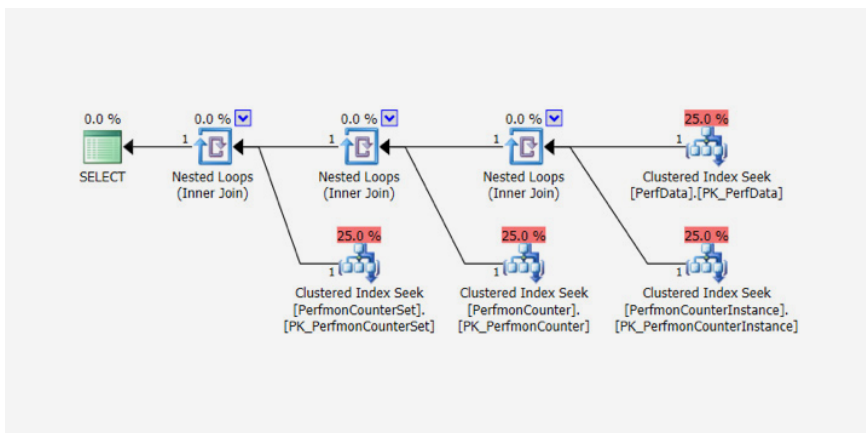 0.0 %
0.0 %
0.0 %
0.0 %
25.0 %
1
1
1
1
SELECT
Nested Loops
(Inner Join)
Nested Loops
(Inner Join)
Nested Loops
(Inner Join)
Clustered Index Seek
[PerfData].[PK_PerfData]
25.0 %
25.0 %
25.0 %
1
1
1
Clustered Index Seek
[PerfmonCounterSet].
[PK_PerfmonCounterSet]
Clustered Index Seek
[PerfmonCounter].
[PK_PerfmonCounter]
Clustered Index Seek
[PerfmonCounterInstance].
[PK_PerfmonCounterInstance]